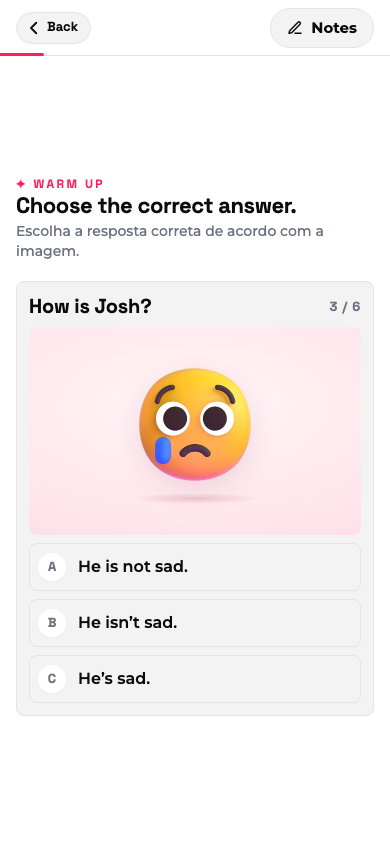 Back
Notes
✦ WARM UP
Choose the correct answer.
Escolha a resposta correta de acordo com a
imagem.
How is Josh?
3 / 6
A He is not sad.
B He isn’t sad.
C He’s sad.